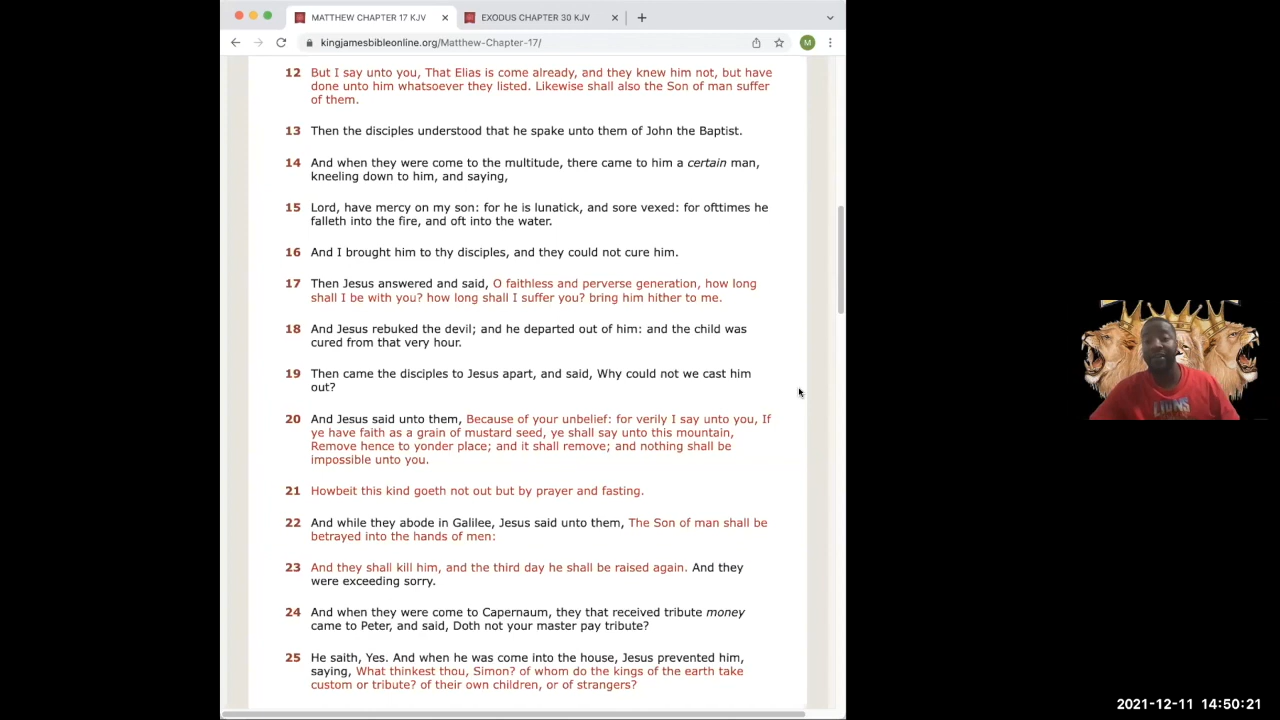 MATTHEW CHAPTER 17 KJV
EXODUS CHAPTER 30 KJV
kingjamesbibleonline.org/Matthew-Chapter-17/
M
12 But I say unto you, That Elias is come already, and they knew him not, but have
done unto him whatsoever they listed. Likewise shall also the Son of man suffer
of them.
13 Then the disciples understood that he spake unto them of John the Baptist.
14 And when they were come to the multitude, there came to him a certain man,
kneeling down to him, and saying,
15 Lord, have mercy on my son: for he is lunatick, and sore vexed: for ofttimes he
falleth into the fire, and oft into the water.
16 And I brought him to thy disciples, and they could not cure him.
17 Then Jesus answered and said, O faithless and perverse generation, how long
shall I be with you? how long shall I suffer you? bring him hither to me.
18 And Jesus rebuked the devil; and he departed out of him: and the child was
cured from that very hour.
19 Then came the disciples to Jesus apart, and said, Why could not we cast him
out?
20 And Jesus said unto them, Because of your unbelief: for verily I say unto you, If
ye have faith as a grain of mustard seed, ye shall say unto this mountain,
Remove hence to yonder place; and it shall remove; and nothing shall be
impossible unto you.
21 Howbeit this kind goeth not out but by prayer and fasting.
22 And while they abode in Galilee, Jesus said unto them, The Son of man shall be
betrayed into the hands of men:
23 And they shall kill him, and the third day he shall be raised again. And they
were exceeding sorry.
24 And when they were come to Capernaum, they that received tribute money
came to Peter, and said, Doth not your master pay tribute?
25 He saith, Yes. And when he was come into the house, Jesus prevented him,
saying, What thinkest thou, Simon? of whom do the kings of the earth take
custom or tribute? of their own children, or of strangers?
LIONS
2021-12-11 14:50:21